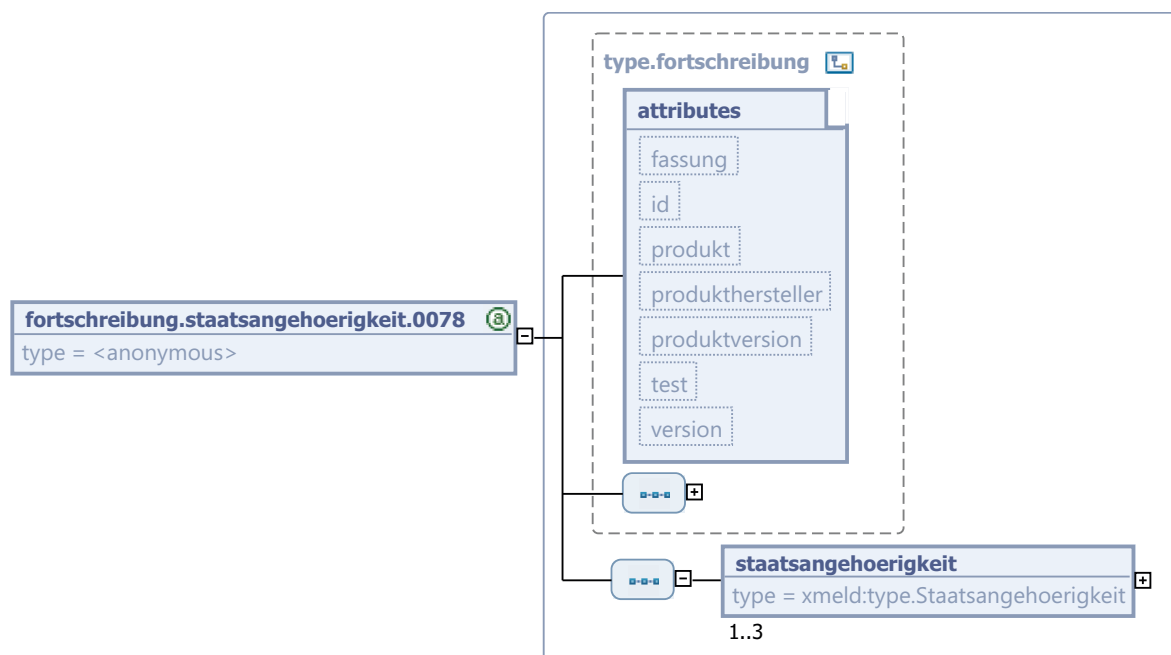 type.fortschreibung
attributes
fassung
id
produkt
produkthersteller
produktversion
test
version
fortschreibung.staatsangehoerigkeit.0078 a
type = <anonymous>
staatsangehoerigkeit
type = xmeld:type.Staatsangehoerigkeit
1..3